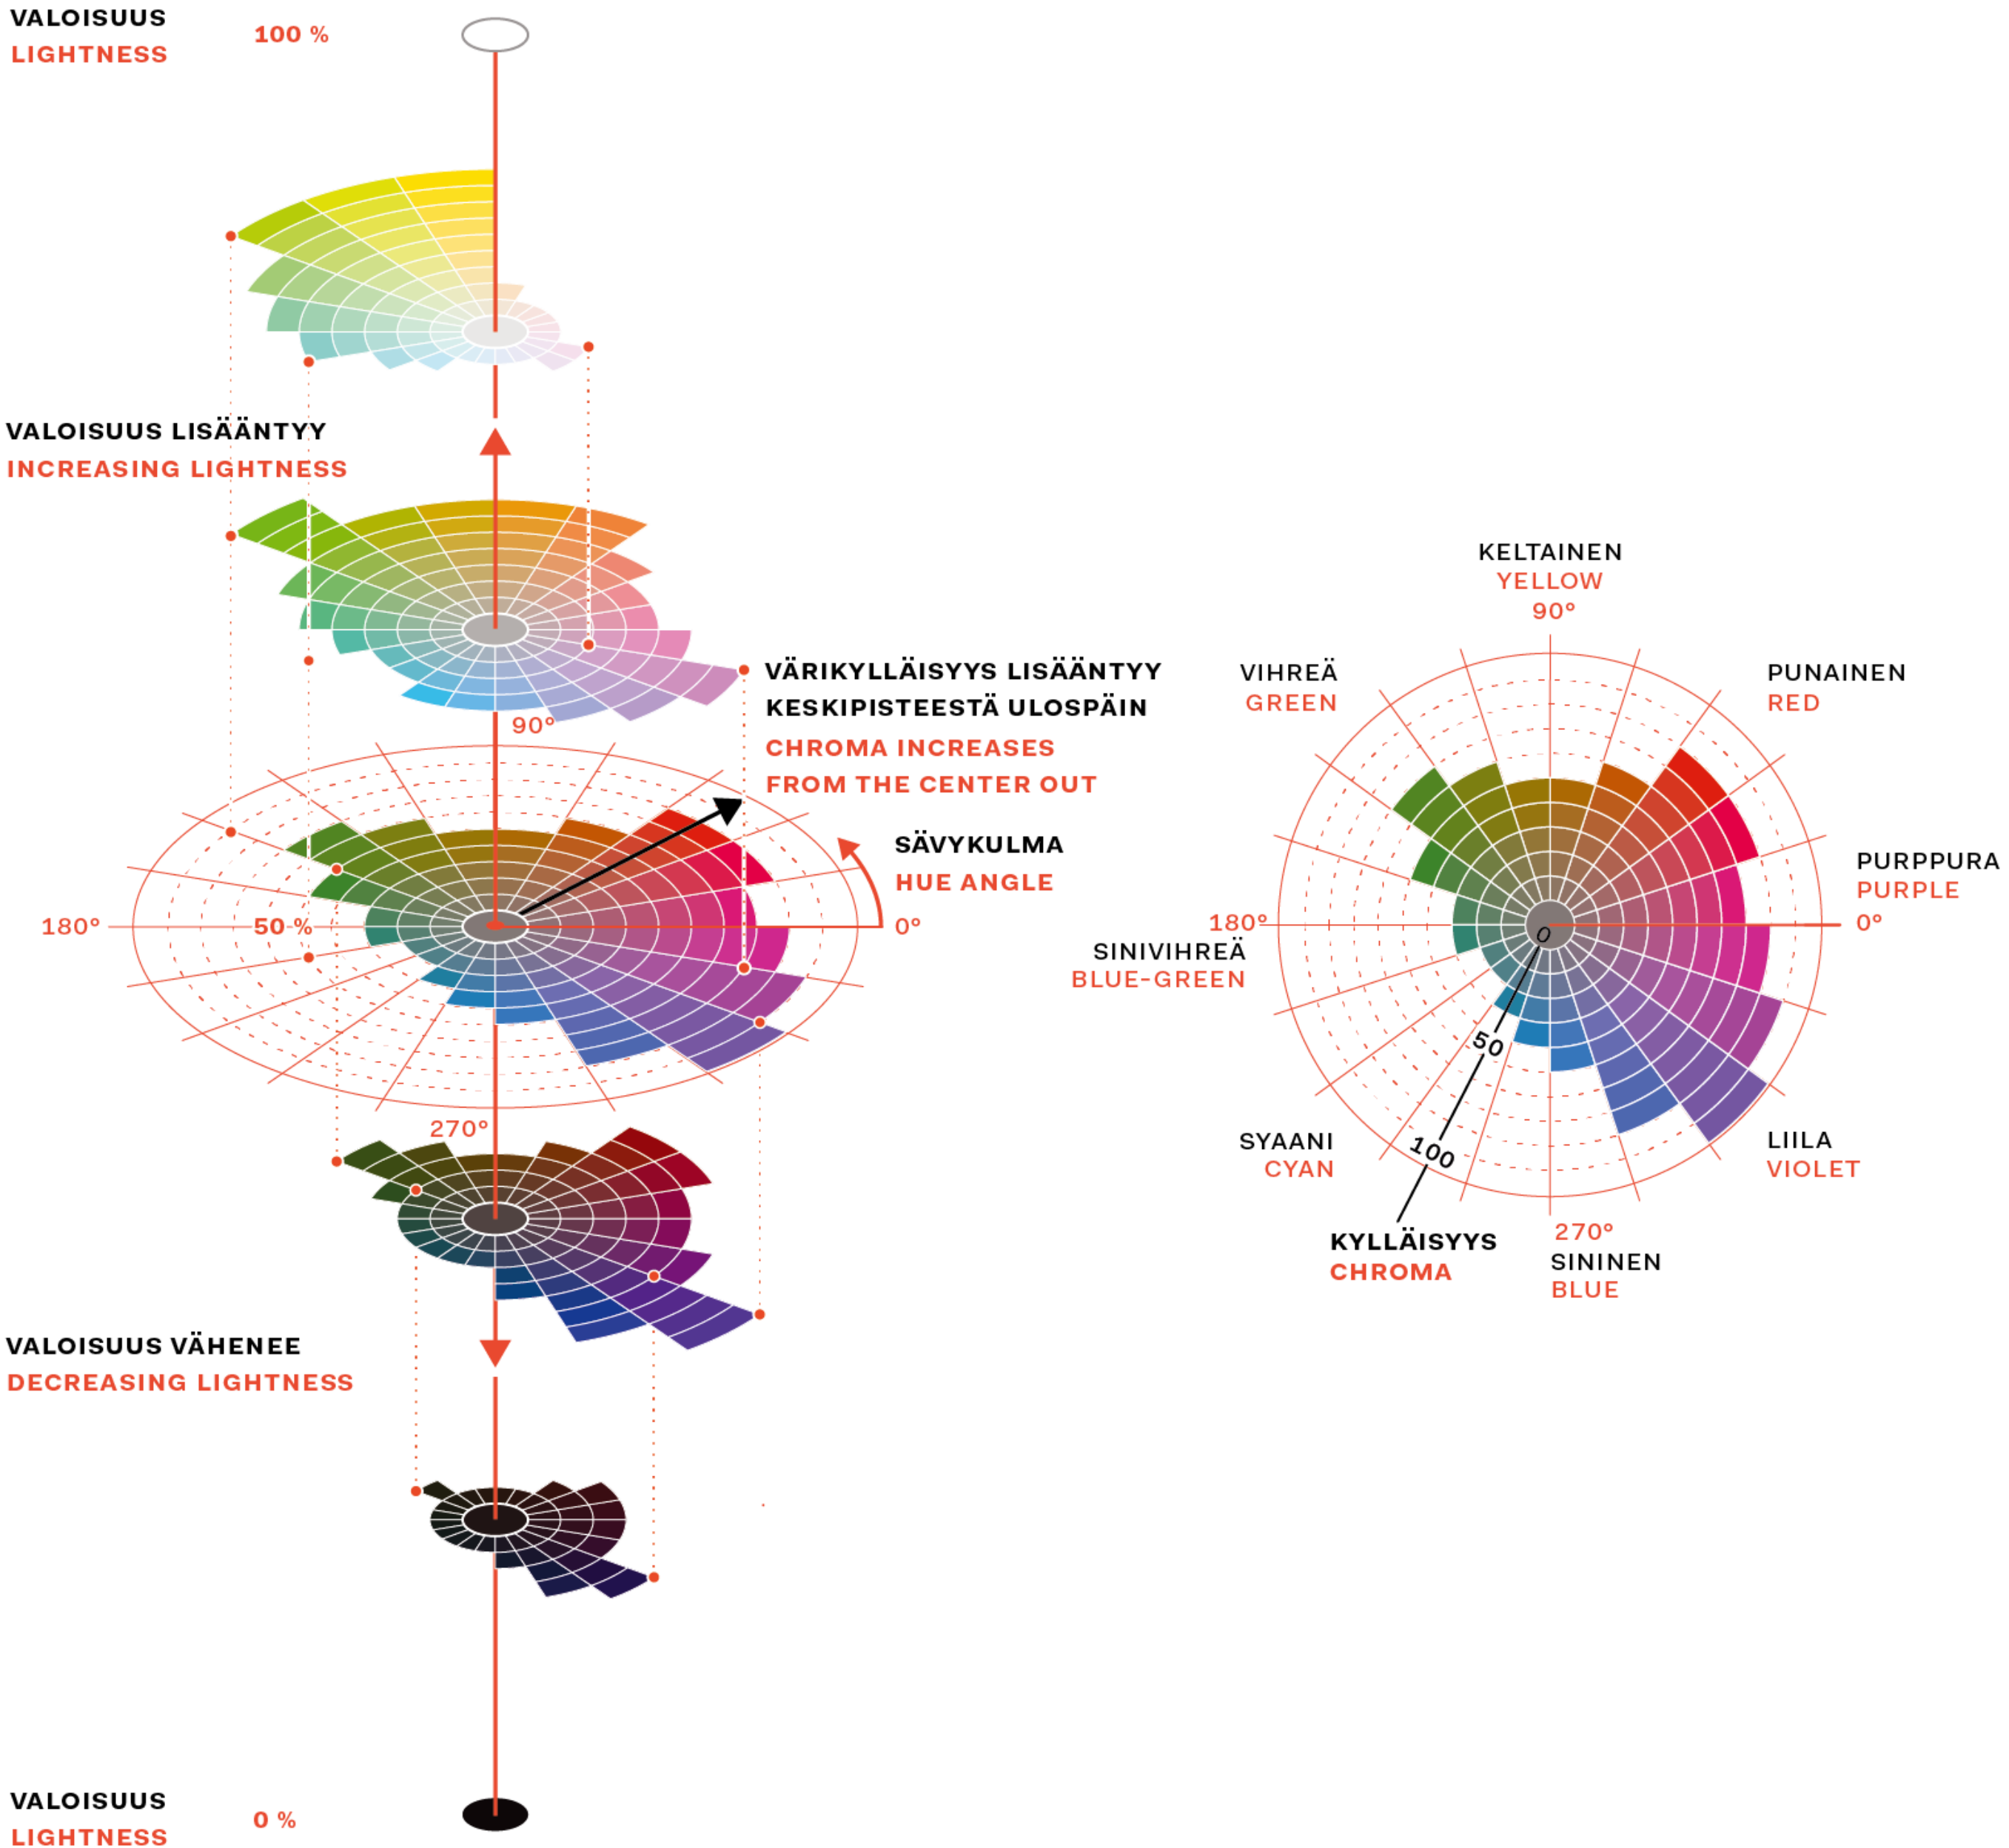 VALOISUUS
LIGHTNESS
100 %
VALOISUUS LISÄÄNTYY
INCREASING LIGHTNESS
VÄRIKYLLÄISYYS LISÄÄNTYY
KESKIPISTEESTÄ ULOSPÄIN
CHROMA INCREASES
FROM THE CENTER OUT
90°
SÄVYKULMA
HUE ANGLE
180°
50 %
0°
270°
VALOISUUS VÄHENEE
DECREASING LIGHTNESS
VALOISUUS
LIGHTNESS
0 %
KELTAINEN
YELLOW
90°
VIHREÄ
GREEN
PUNAINEN
RED
PURPPURA
PURPLE
0°
180°
SINIVIHREÄ
BLUE-GREEN
0
50
100
SYAANI
CYAN
LIILA
VIOLET
KYLLÄISYYS
CHROMA
270°
SININEN
BLUE